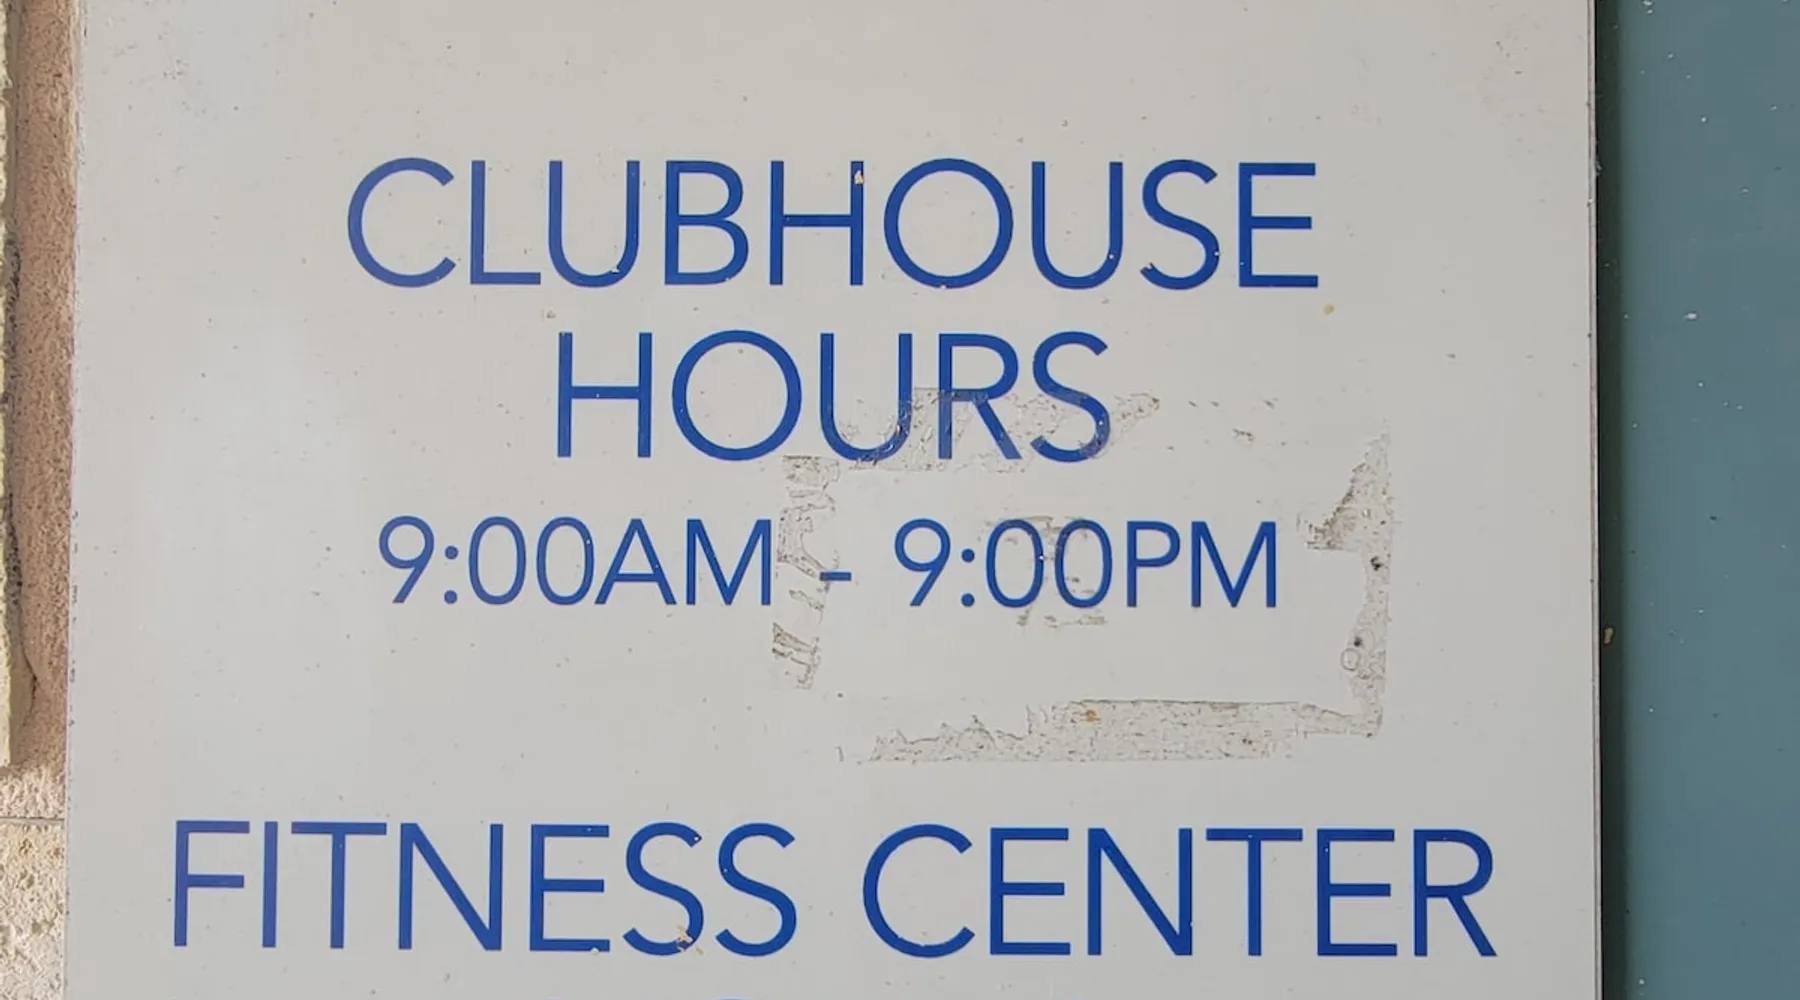 CLUBHOUSE
HOURS
9:00AM - 9:00PM
FITNESS CENTER